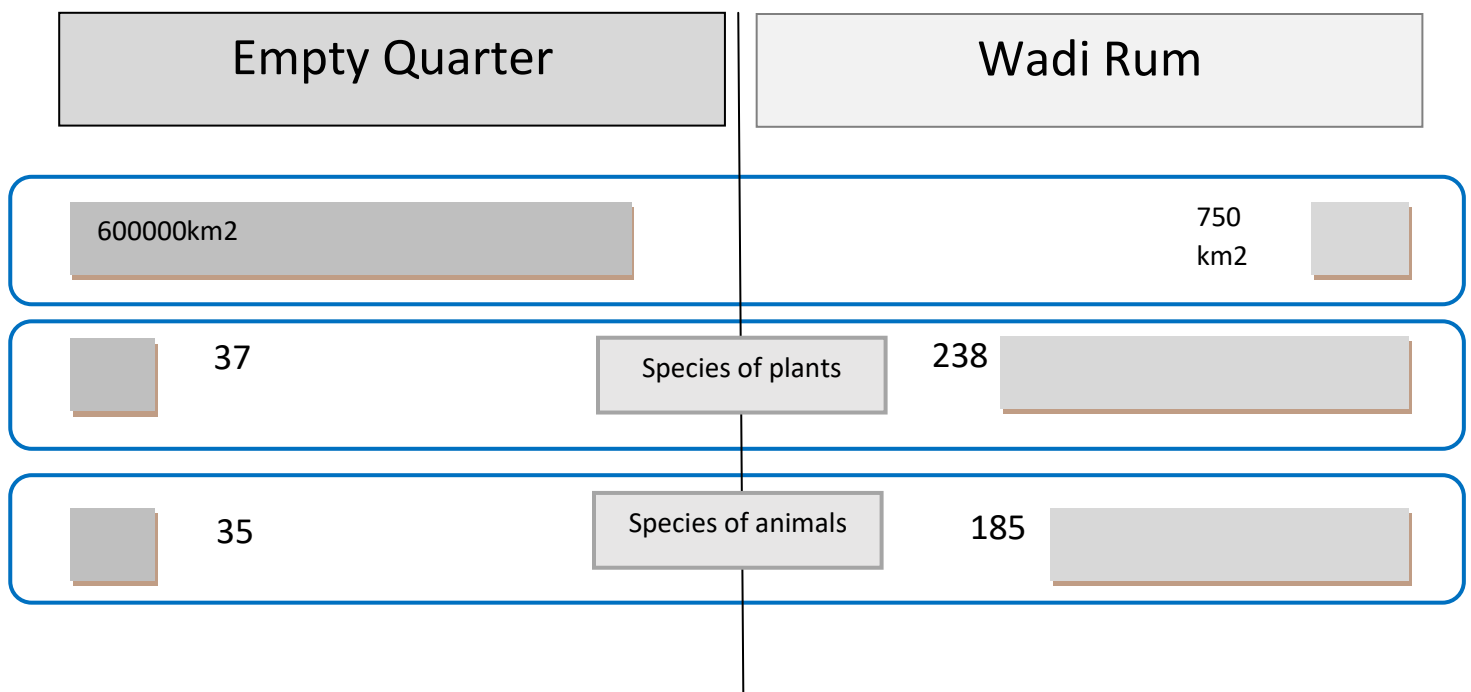 Empty Quarter
Wadi Rum
600000km2
750
km2
37
Species of plants
238
35
Species of animals
185